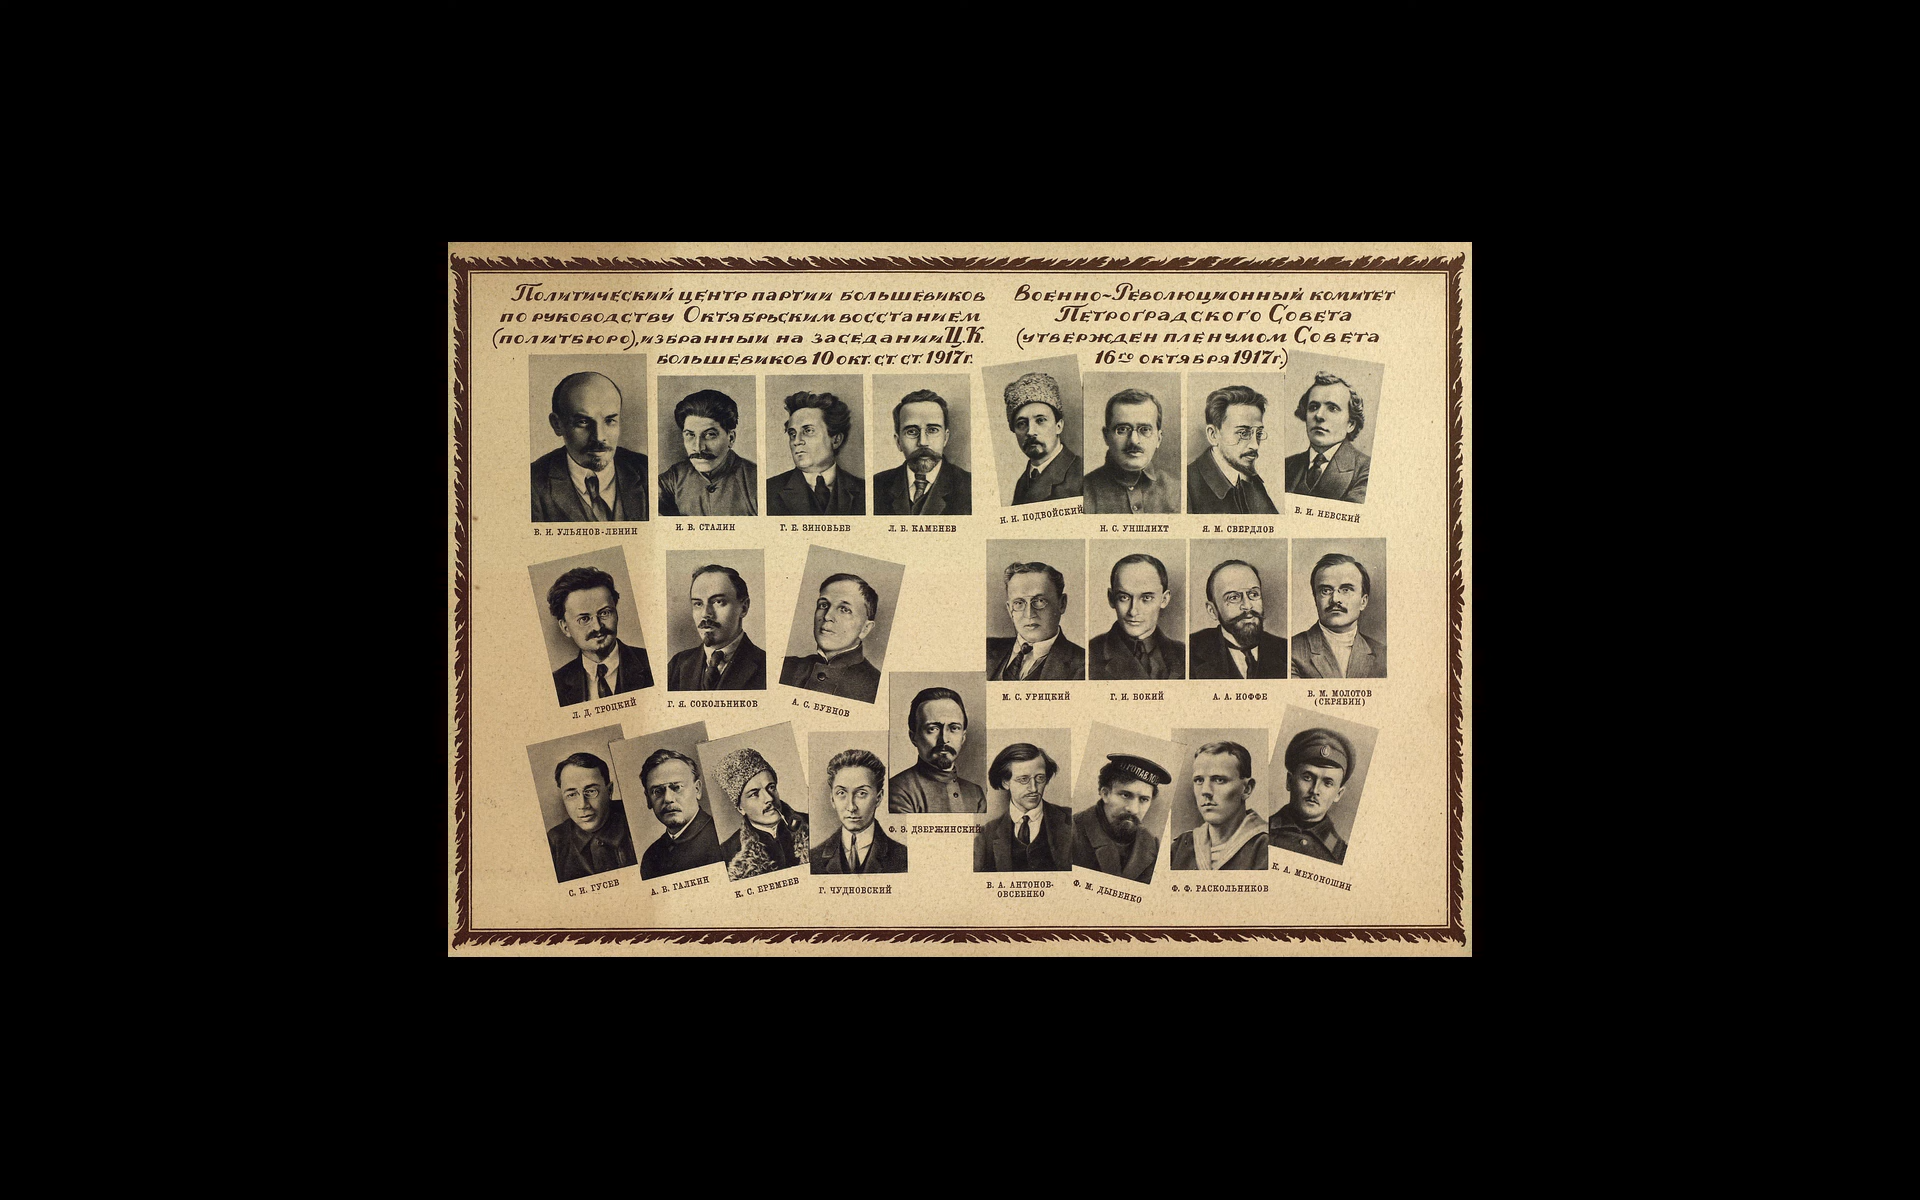 Политический центр партии большевиков
по руководству Октябрьским восстанием
(политбюро), избранный на заседании Ц.К.
большевиков 10 окт. ст. ст. 1917г.
Военно-Революционный комитет
Петроградского Совета
(утвержден пленумом Совета
16го октября 1917г.)
В. И. УЛЬЯНОВ-ЛЕНИН
И. В. СТАЛИН
Г. Е. ЗИНОВЬЕВ
Л. Б. КАМЕНЕВ
Н. И. ПОДВОЙСКИЙ
Н. С. УНШЛИХТ
Я. М. СВЕРДЛОВ
В. И. НЕВСКИЙ
Л. Д. ТРОЦКИЙ
Г. Я. СОКОЛЬНИКОВ
А. С. БУБНОВ
М. С. УРИЦКИЙ
Г. И. БОКИЙ
А. А. ИОФФЕ
В. М. МОЛОТОВ
(СКРЯБИН)
Ф. Э. ДЗЕРЖИНСКИЙ
С. И. ГУСЕВ
А. В. ГАЛКИН
К. С. ЕРЕМЕЕВ
Г. ЧУДНОВСКИЙ
В. А. АНТОНОВ-
ОВСЕЕНКО
Ф. М. ДЫБЕНКО
Ф. Ф. РАСКОЛЬНИКОВ
К. А. МЕХОНОШИН